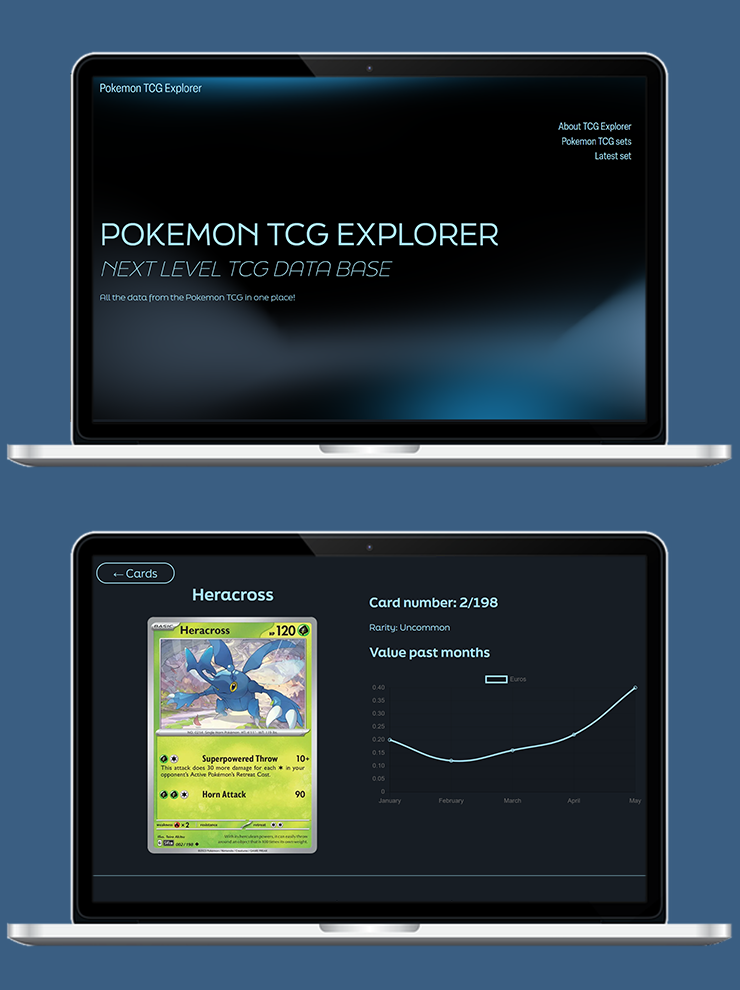 Pokemon TCG Explorer
About TCG Explorer
Pokemon TCG sets
Latest set
POKEMON TCG EXPLORER
NEXT LEVEL TCG DATA BASE
All the data from the Pokemon TCG in one place!
← Cards
Heracross
BASIC Heracross HP 120
Superpowered Throw 10+
This attack does 30 more damage for each in your
opponent's Active Pokémon's Retreat Cost.
Horn Attack 90
weakness ×2 resistance retreat
002/198
Card number: 2/198
Rarity: Uncommon
Value past months
Euros
0.40
0.35
0.30
0.25
0.20
0.15
0.10
0.05
0
January February March April May